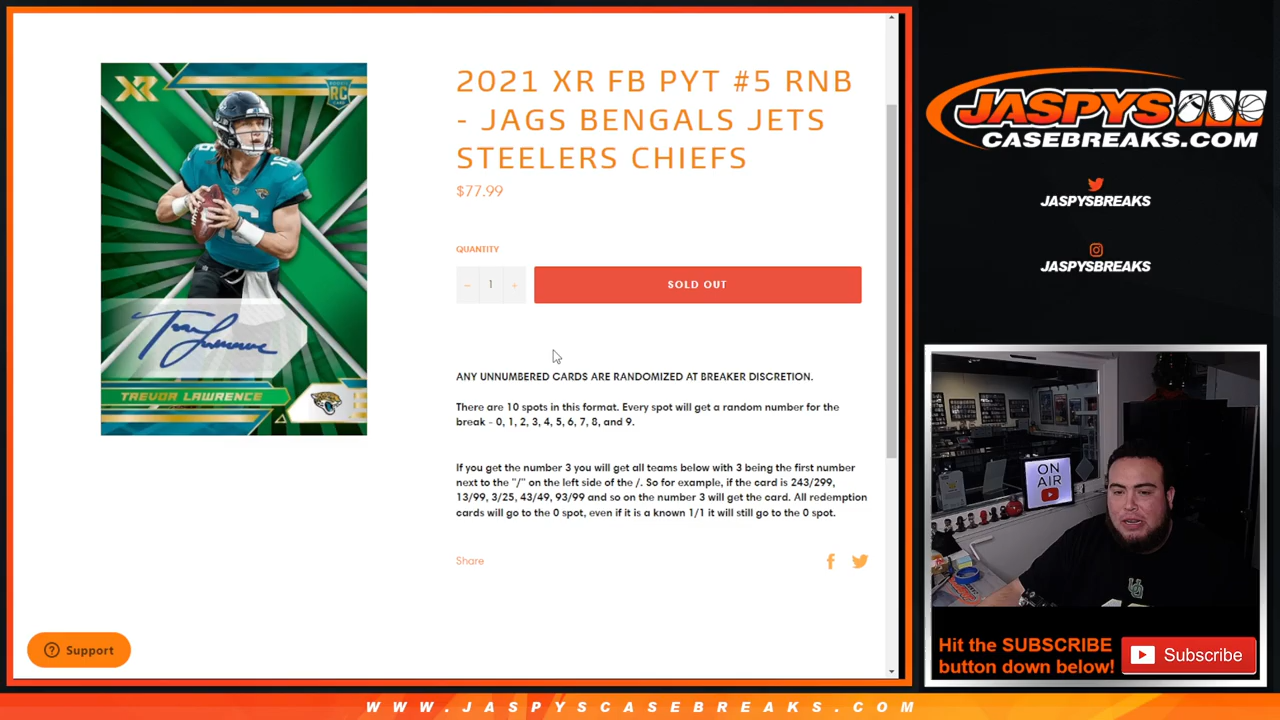 XR
RC
TREVOR LAWRENCE
2021 XR FB PYT #5 RNB
- JAGS BENGALS JETS
STEELERS CHIEFS
$77.99
QUANTITY
− 1 +
SOLD OUT
ANY UNNUMBERED CARDS ARE RANDOMIZED AT BREAKER DISCRETION.
There are 10 spots in this format. Every spot will get a random number for the
break - 0, 1, 2, 3, 4, 5, 6, 7, 8, and 9.
If you get the number 3 you will get all teams below with 3 being the first number
next to the "/" on the left side of the /. So for example, if the card is 243/299,
13/99, 3/25, 43/49, 93/99 and so on the number 3 will get the card. All redemption
cards will go to the 0 spot, even if it is a known 1/1 it will still go to the 0 spot.
Share
Support
JASPYS
CASEBREAKS.COM
JASPYSBREAKS
JASPYSBREAKS
ON
AIR
Hit the SUBSCRIBE
button down below!
Subscribe
WWW.JASPYSCASEBREAKS.COM